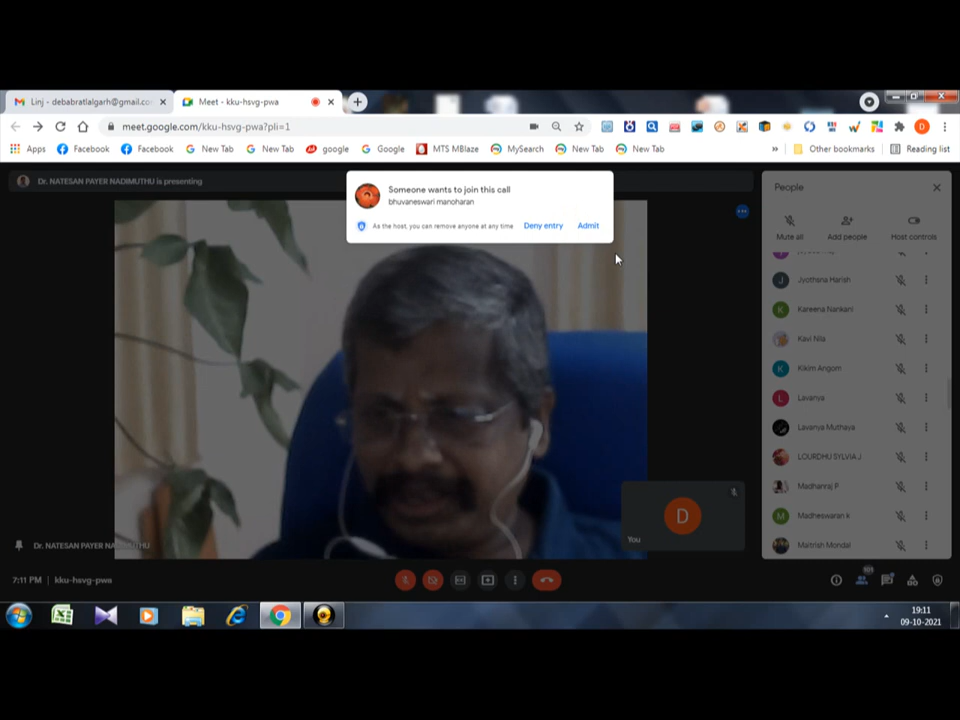 Linj - debabratlalgarh@gmail.co
Meet - kku-hsvg-pwa
meet.google.com/kku-hsvg-pwa?pli=1
D
Apps
Facebook
Facebook
New Tab
New Tab
google
Google
MTS MBlaze
MySearch
New Tab
New Tab
»
Other bookmarks
Reading list
Dr. NATESAN PAYER NADIMUTHU is presenting
Someone wants to join this call
bhuvaneswari manoharan
As the host, you can remove anyone at any time
Deny entry
Admit
People
Mute all
Add people
Host controls
J Jyothsna Harish
K Kareena Nankani
Kavi Nila
K Kikim Angom
L Lavanya
Lavanya Muthaya
LOURDHU SYLVIA J
Madhanraj P
M Madheswaran k
Maitrish Mondal
D
You
Dr. NATESAN PAYER NADIMUTHU
7:11 PM | kku-hsvg-pwa
19:11
09-10-2021